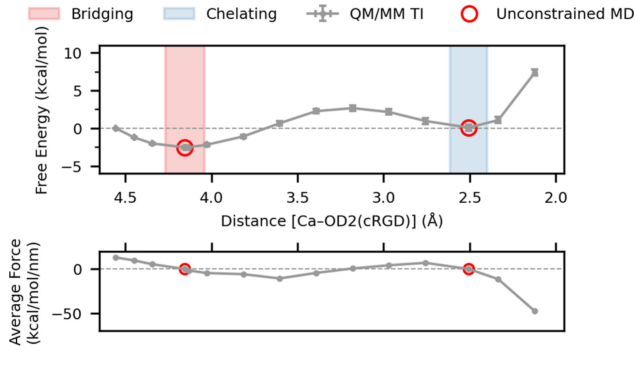 Bridging Chelating QM/MM TI Unconstrained MD
Free Energy (kcal/mol)
10
5
0
−5
4.5 4.0 3.5 3.0 2.5 2.0
Distance [Ca–OD2(cRGD)] (Å)
Average Force
(kcal/mol/nm)
0
−50